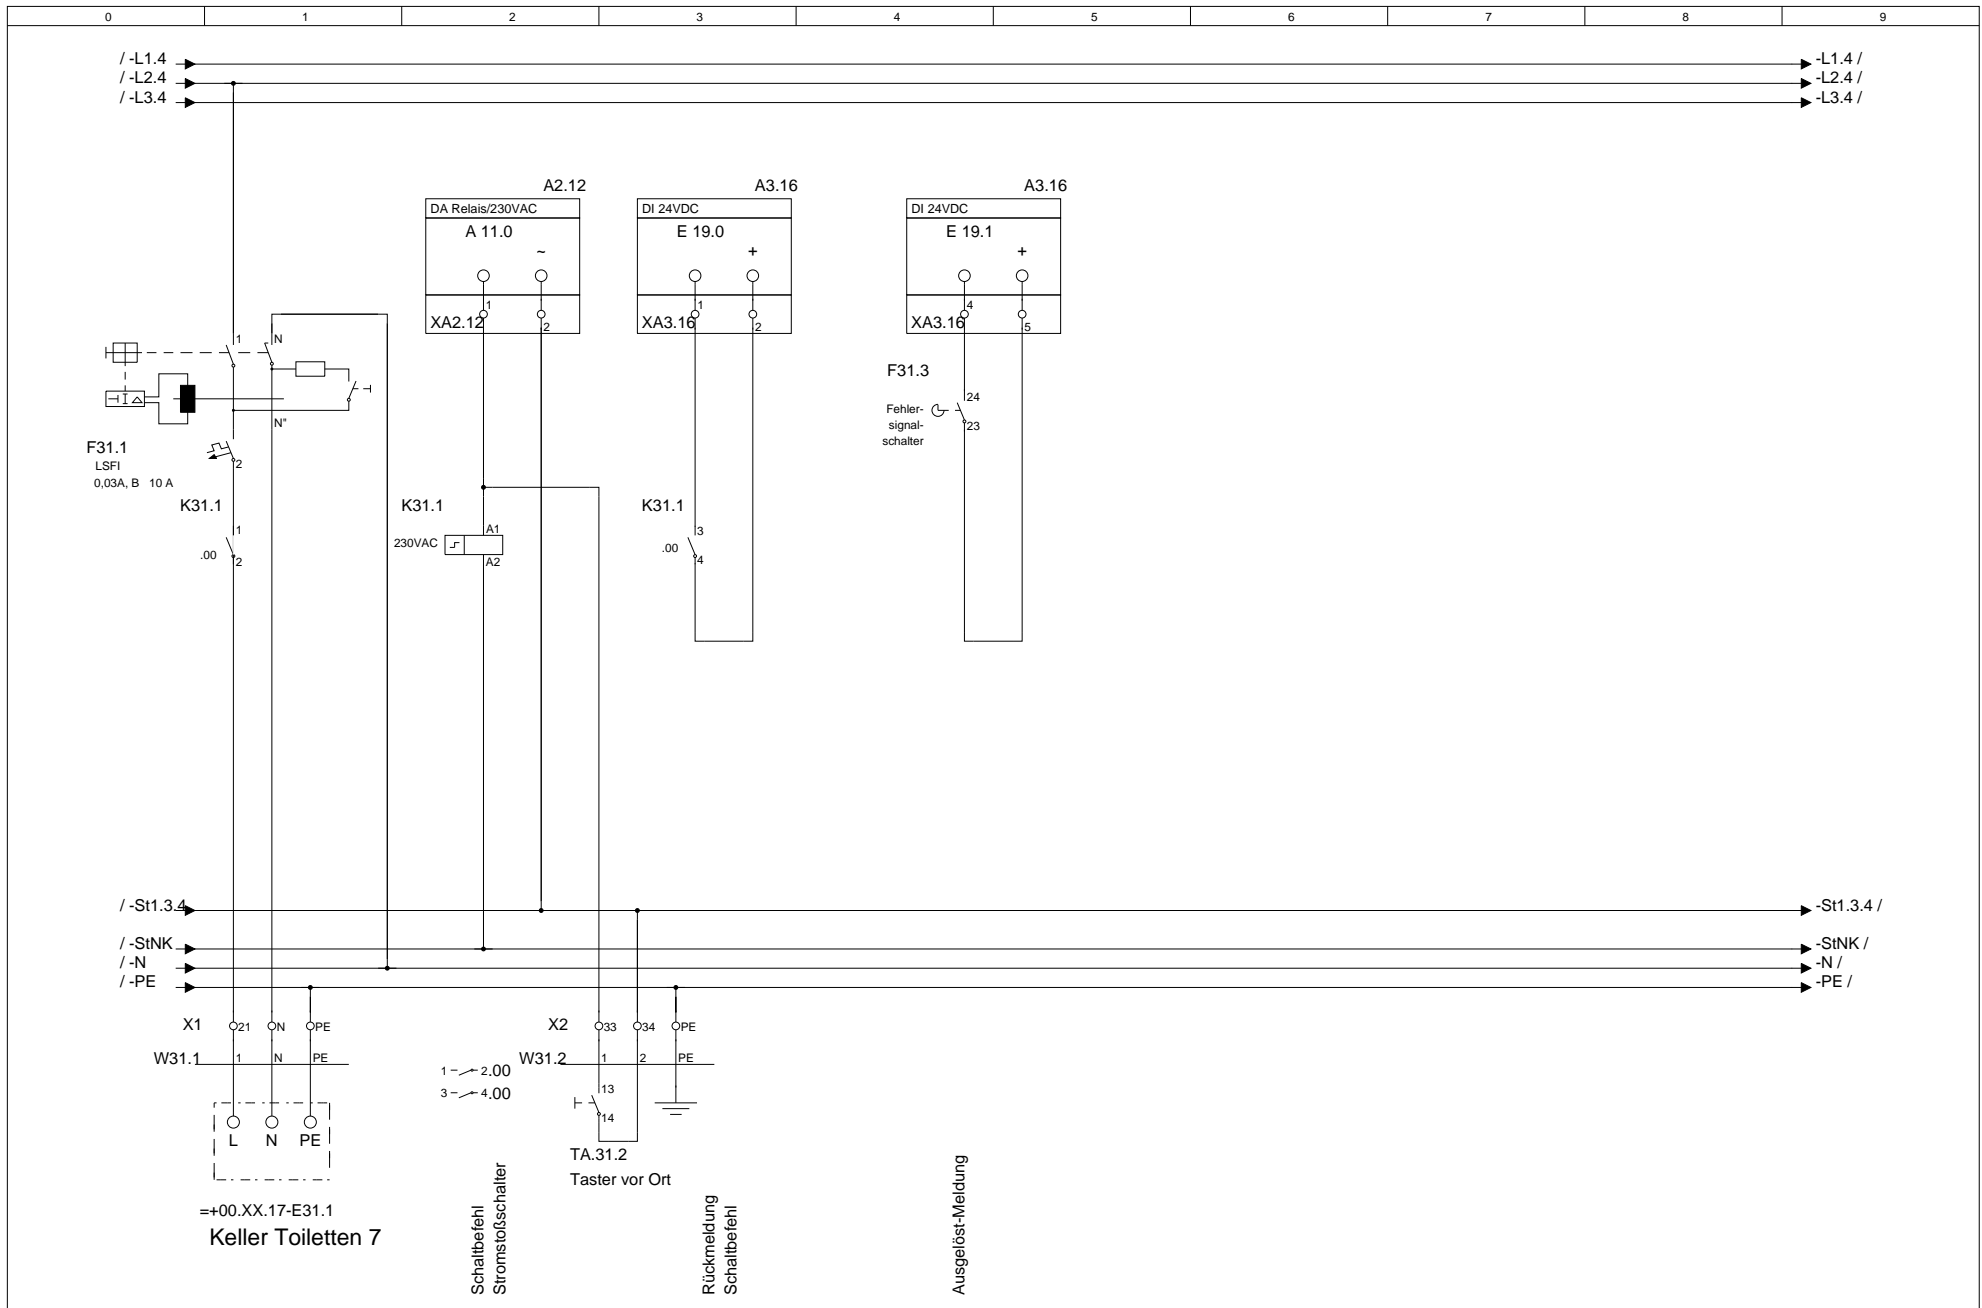 0 1 2 3 4 5 6 7 8 9
/ -L1.4 -L1.4 /
/ -L2.4 -L2.4 /
/ -L3.4 -L3.4 /
A2.12 A3.16 A3.16
DA Relais/230VAC DI 24VDC DI 24VDC
A 11.0 E 19.0 E 19.1
~ + +
1 1 4
XA2.12 2 XA3.16 2 XA3.16 5
1 N
F31.3
24
Fehler-
signal-
schalter
23
N"
F31.1
LSFI
0,03A, B 10 A
2
K31.1 K31.1 K31.1
1 A1 3
.00 230VAC .00
2 A2 4
/ -St1.3.4 -St1.3.4 /
/ -StNK -StNK /
/ -N -N /
/ -PE -PE /
X1 21 N PE X2 33 34 PE
W31.1 1 N PE W31.2 1 2 PE
1 2.00
3 4.00
13
14
L N PE
TA.31.2
Taster vor Ort
=+00.XX.17-E31.1
Keller Toiletten 7
Schaltbefehl
Stromstoßschalter
Rückmeldung
Schaltbefehl
Ausgelöst-Meldung